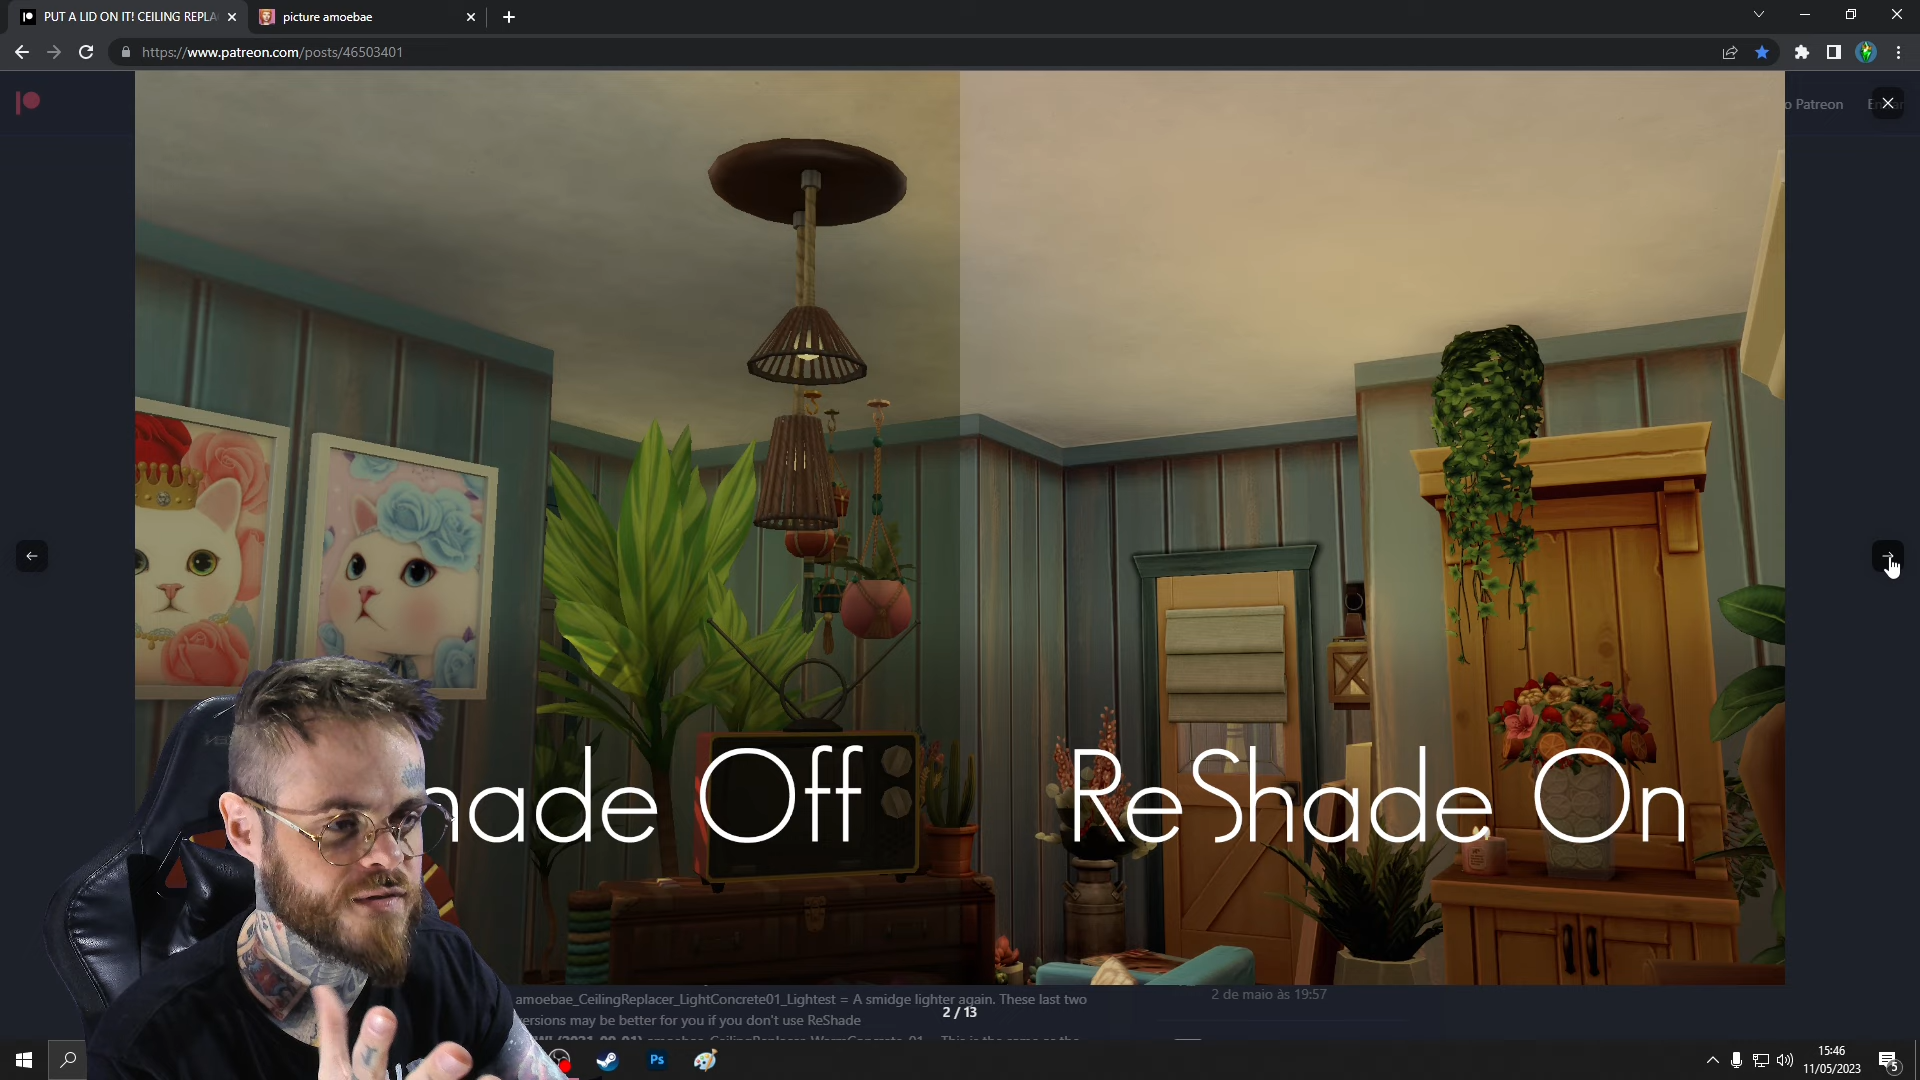 PUT A LID ON IT! CEILING REPLA
picture amoebae
https://www.patreon.com/posts/46503401
o Patreon
ade Off
ReShade On
amoebae_CeilingReplacer_LightConcrete01_Lightest = A smidge lighter again. These last two
ersions may be better for you if you don't use ReShade
2 de maio às 19:57
2 / 13
Ps
15:46
11/05/2023
5